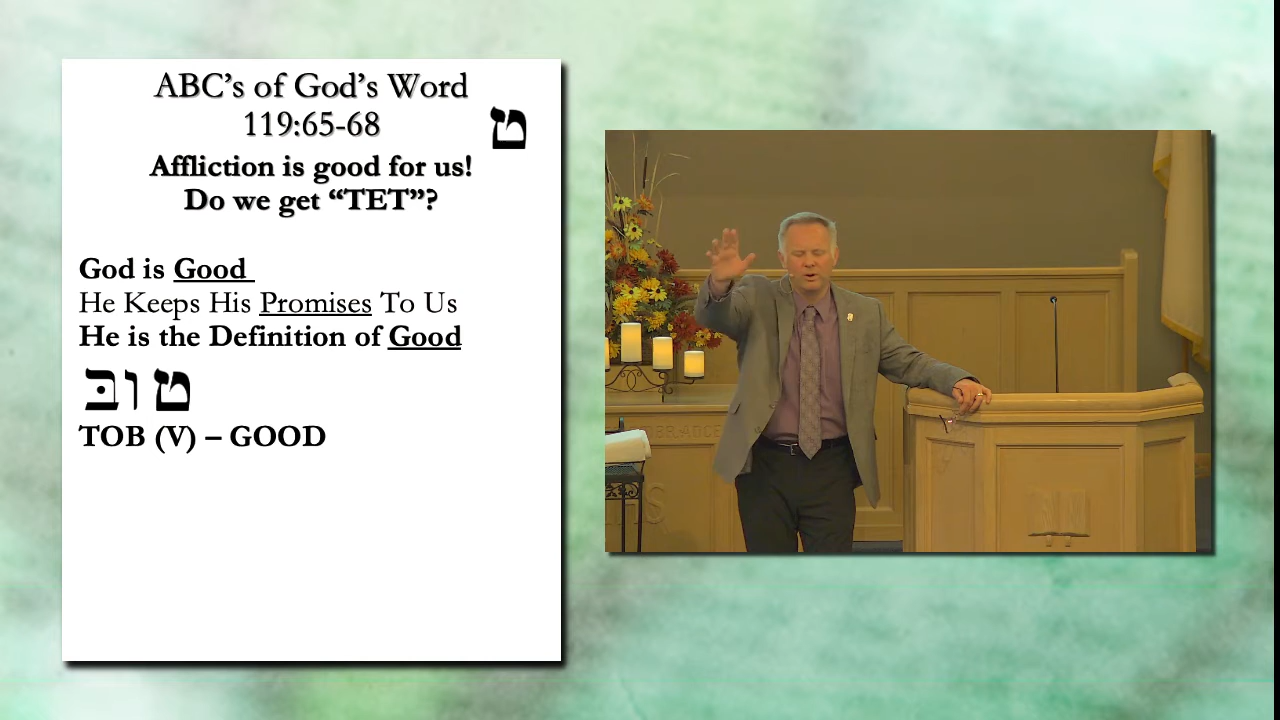 ABC’s of God’s Word
119:65-68
ט
Affliction is good for us!
Do we get “TET”?
God is Good
He Keeps His Promises To Us
He is the Definition of Good
טובּ
TOB (V) – GOOD